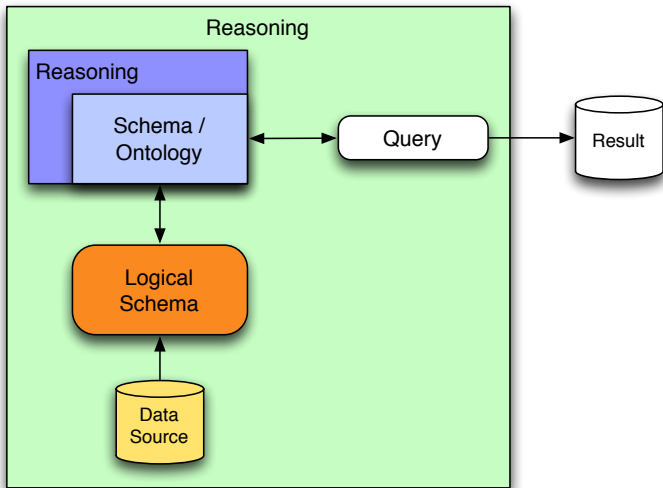 Reasoning
Reasoning
Schema /
Ontology
Query
Result
Logical
Schema
Data
Source